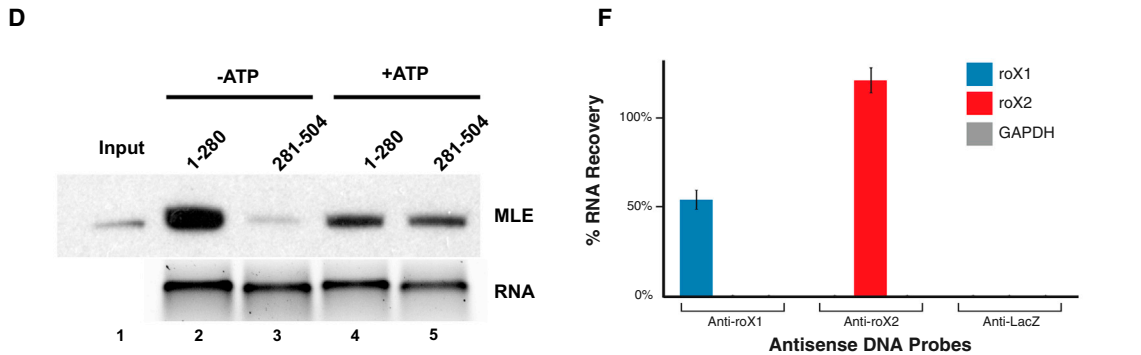 D
-ATP
+ATP
Input
1-280
281-504
1-280
281-504
MLE
RNA
1
2
3
4
5
F
% RNA Recovery
100%
50%
0%
roX1
roX2
GAPDH
Anti-roX1
Anti-roX2
Anti-LacZ
Antisense DNA Probes